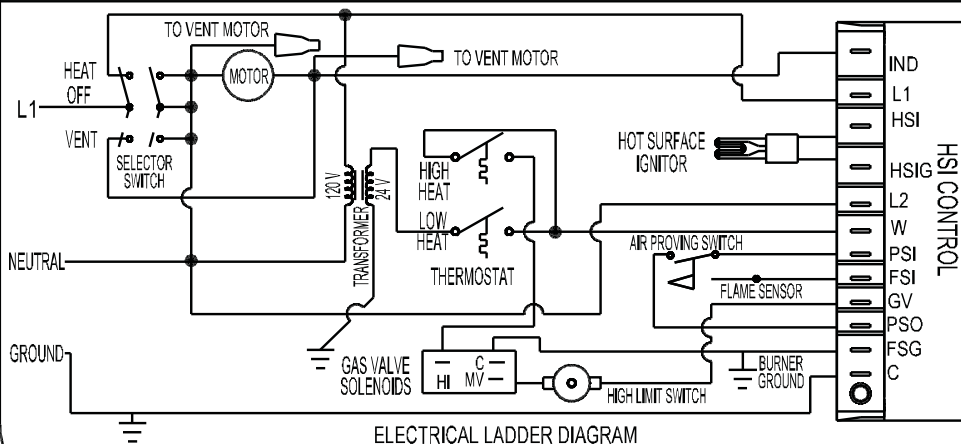 TO VENT MOTOR
TO VENT MOTOR
HEAT
OFF
L1
VENT
SELECTOR
SWITCH
MOTOR
NEUTRAL
GROUND
120 V
24 V
TRANSFORMER
HIGH
HEAT
LOW
HEAT
THERMOSTAT
HOT SURFACE
IGNITOR
AIR PROVING SWITCH
FLAME SENSOR
GAS VALVE
SOLENOIDS
HI
C
MV
HIGH LIMIT SWITCH
BURNER
GROUND
IND
L1
HSI
HSIG
L2
W
PSI
FSI
GV
PSO
FSG
C
HSI CONTROL
ELECTRICAL LADDER DIAGRAM